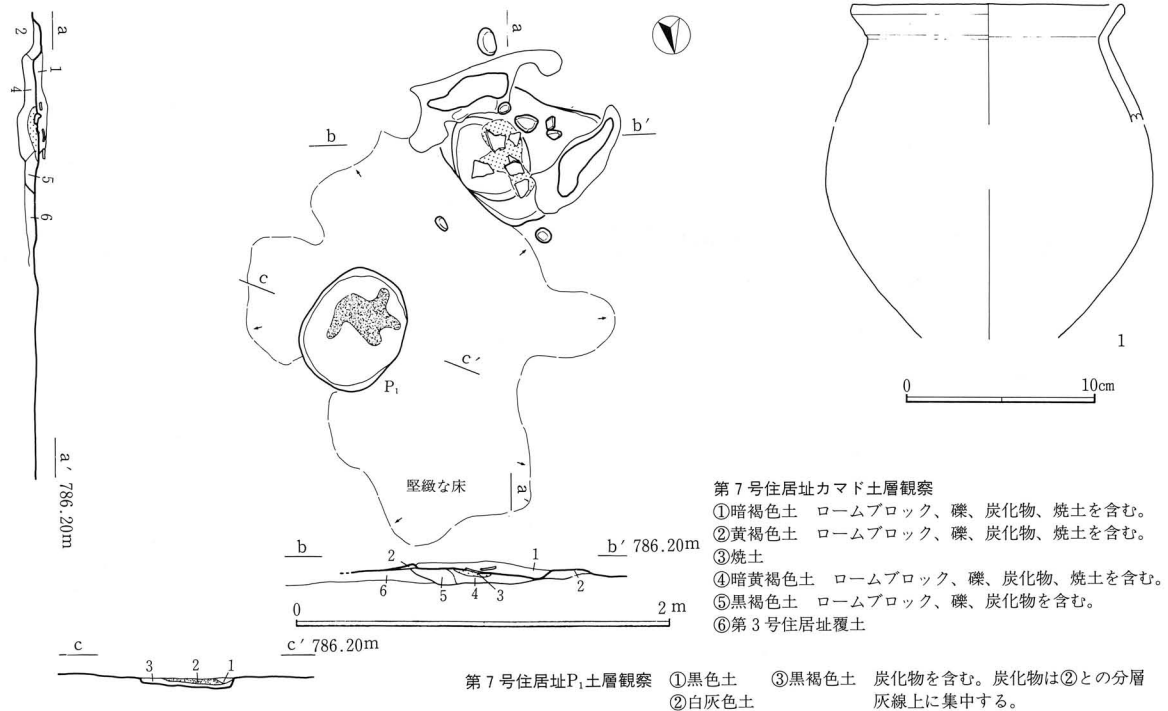 a
2
1
4
5
6
a′ 786.20m
a
b
b′
c
c′
P₁
堅緻な床
a′
1
0 10cm
b
b′ 786.20m
2
1
6
5
4
3
2
0 2 m
c
c′ 786.20m
3
2
1
第7号住居址カマド土層観察
①暗褐色土 ロームブロック、礫、炭化物、焼土を含む。
②黄褐色土 ロームブロック、礫、炭化物、焼土を含む。
③焼土
④暗黄褐色土 ロームブロック、礫、炭化物、焼土を含む。
⑤黒褐色土 ロームブロック、礫、炭化物を含む。
⑥第3号住居址覆土
第7号住居址P₁土層観察 ①黒色土 ③黒褐色土 炭化物を含む。炭化物は②との分層
②白灰色土 灰線上に集中する。